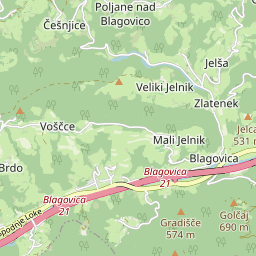 Poljane nad
Blagovico
Češnjice
Jelša
Veliki Jelnik
Zlatenek
Voščce
Jelca
531 m
Mali Jelnik
Blagovica
Brdo
Blagovica
21
Blagovica
21
spodnje Loke
Gradišče
574 m
Golčaj
690 m